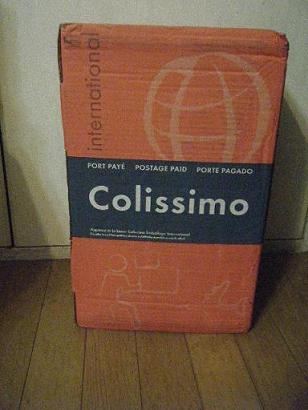 international
PORT PAYÉ POSTAGE PAID PORTE PAGADO
Colissimo